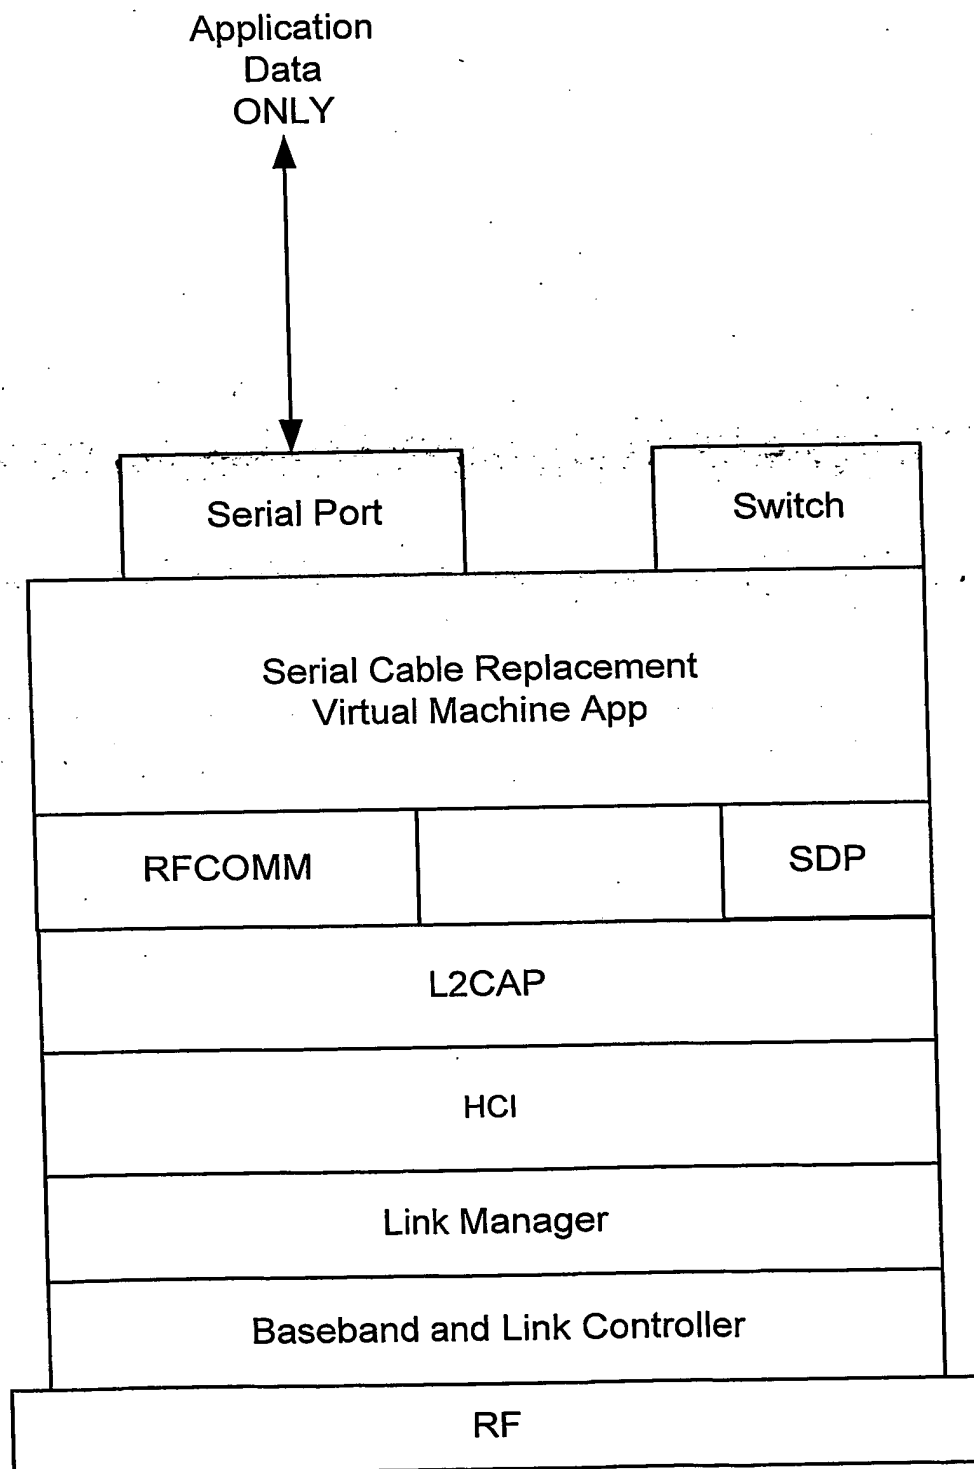 Application
Data
ONLY
Serial Port
Switch
Serial Cable Replacement
Virtual Machine App
RFCOMM
SDP
L2CAP
HCI
Link Manager
Baseband and Link Controller
RF